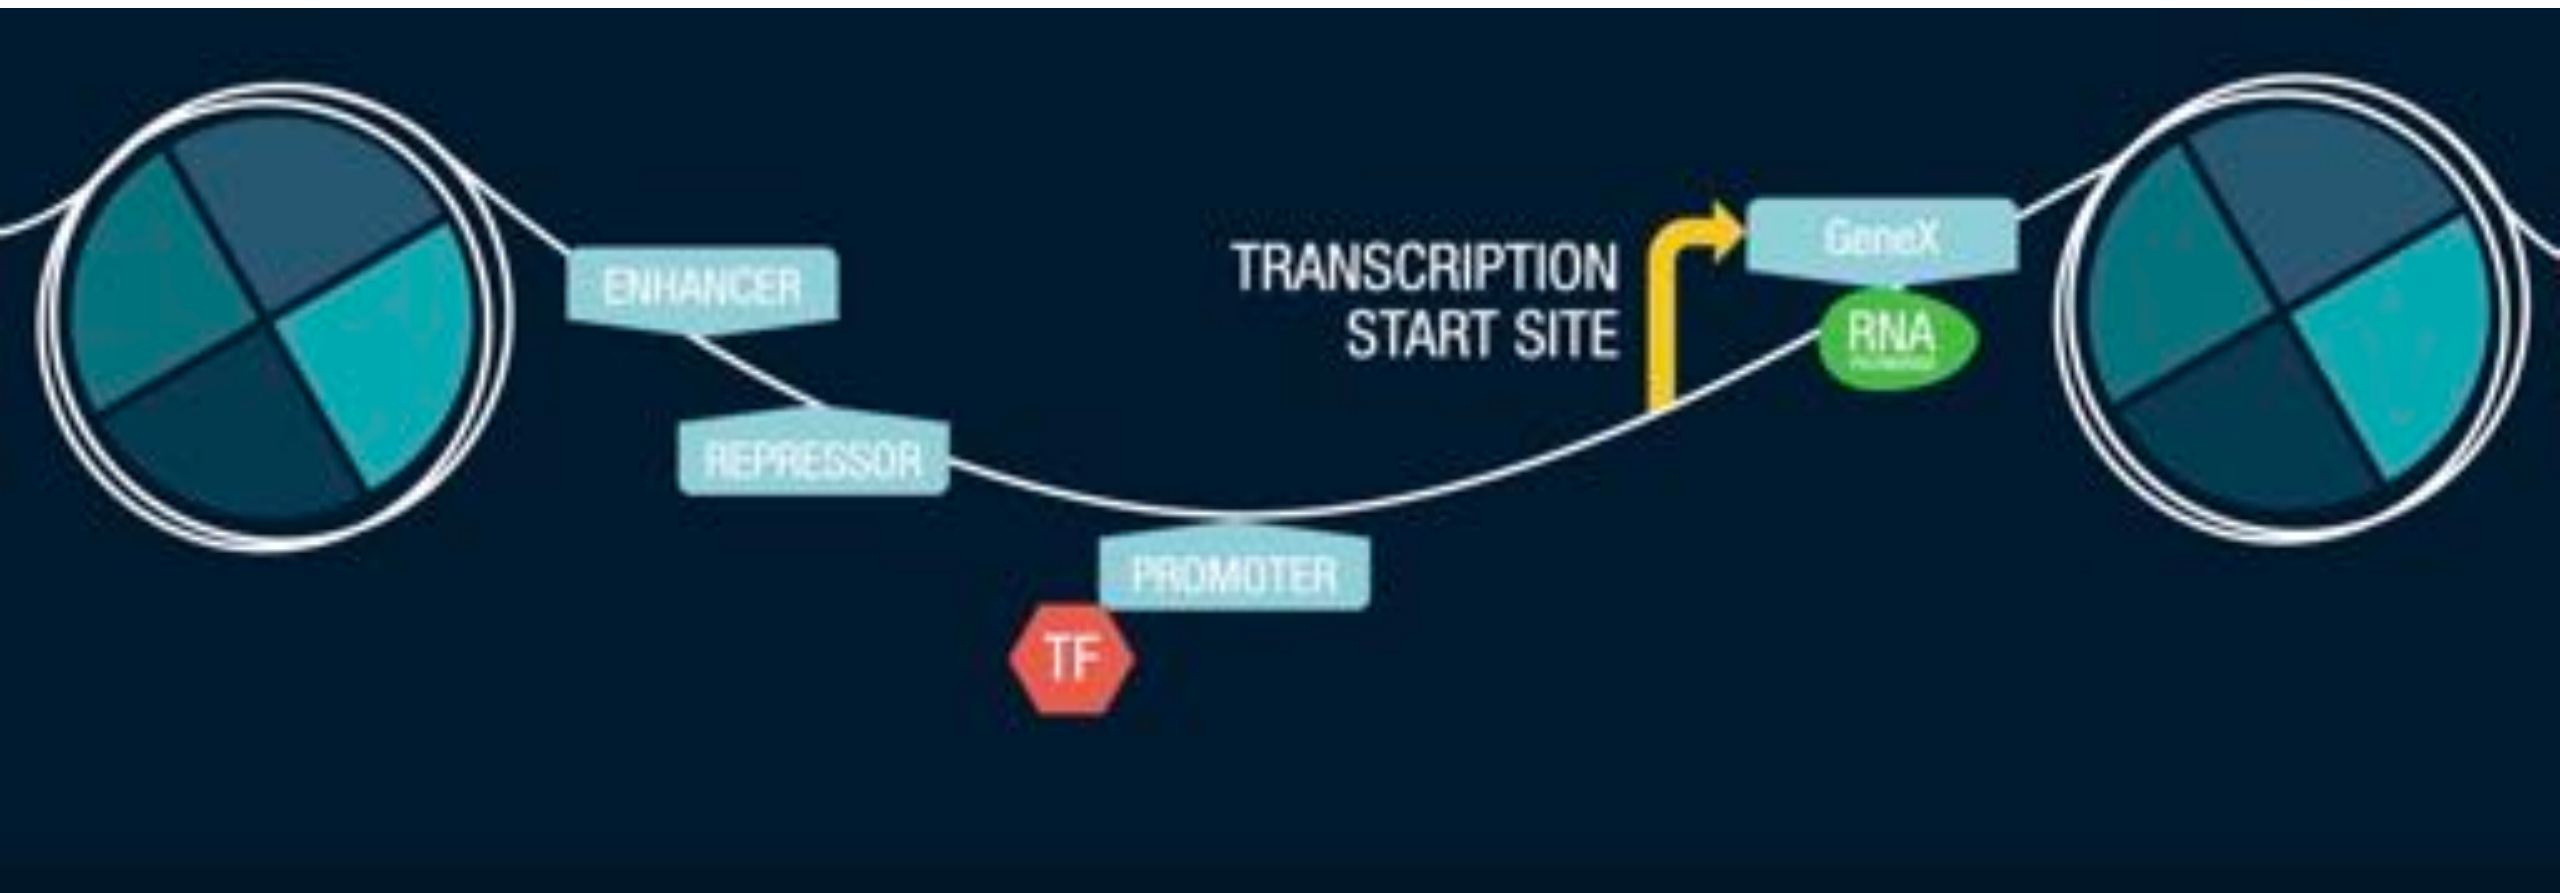 ENHANCER
REPRESSOR
PROMOTER
TF
TRANSCRIPTION
START SITE
GeneX
RNA